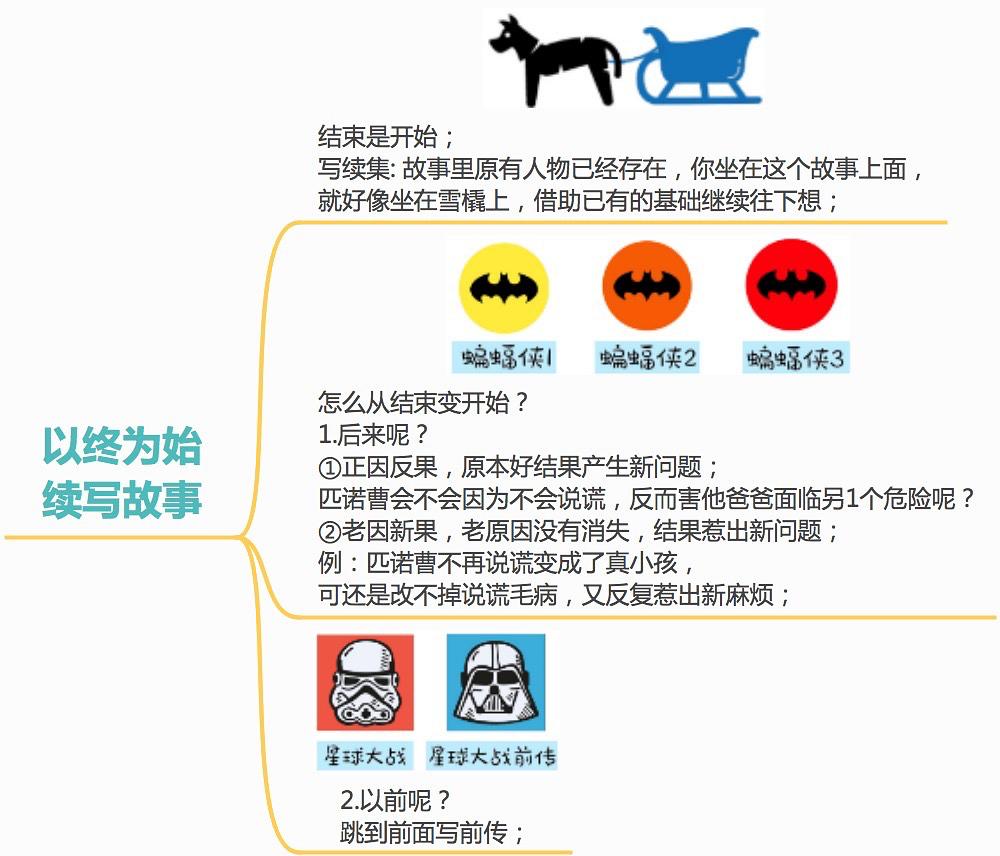 结束是开始；
写续集: 故事里原有人物已经存在，你坐在这个故事上面，
就好像坐在雪橇上，借助已有的基础继续往下想；
蝙蝠侠1
蝙蝠侠2
蝙蝠侠3
以终为始
续写故事
怎么从结束变开始？
1.后来呢？
①正因反果，原本好结果产生新问题；
匹诺曹会不会因为不会说谎，反而害他爸爸面临另1个危险呢？
②老因新果，老原因没有消失，结果惹出新问题；
例：匹诺曹不再说谎变成了真小孩，
可还是改不掉说谎毛病，又反复惹出新麻烦；
星球大战
星球大战前传
2.以前呢？
跳到前面写前传；